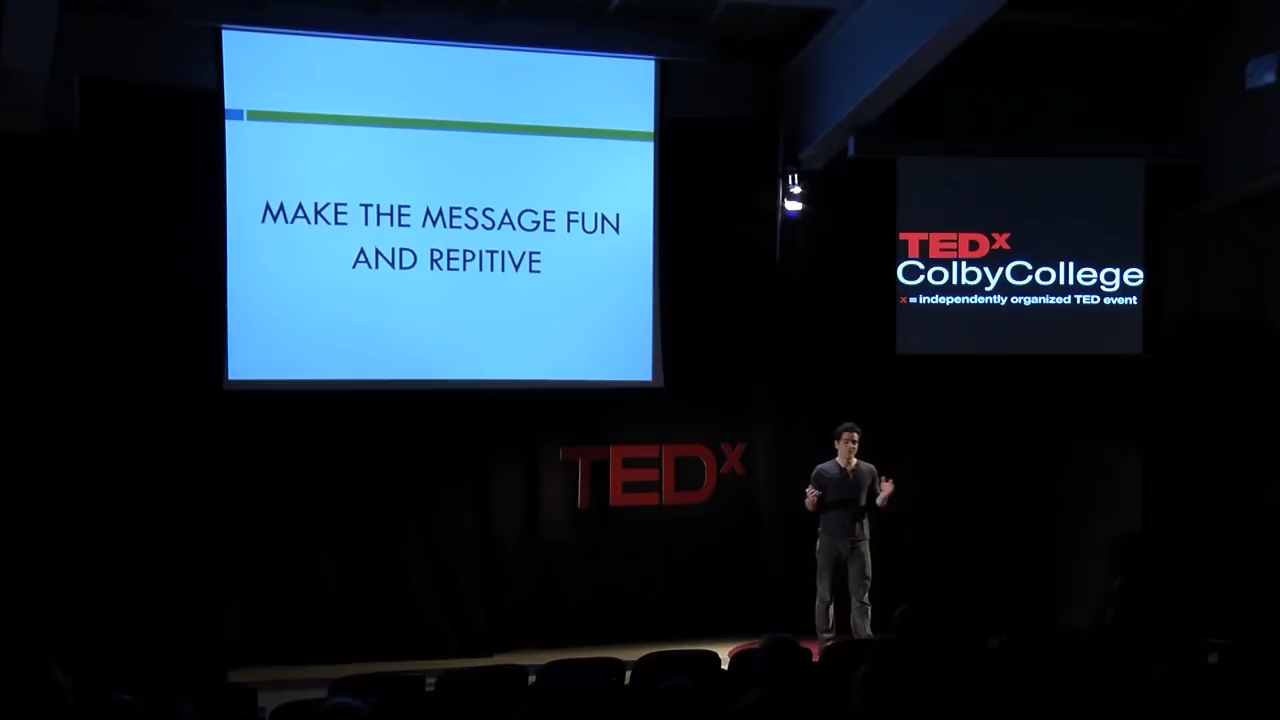 MAKE THE MESSAGE FUN
AND REPITIVE
TEDx
ColbyCollege
x = independently organized TED event
TEDx